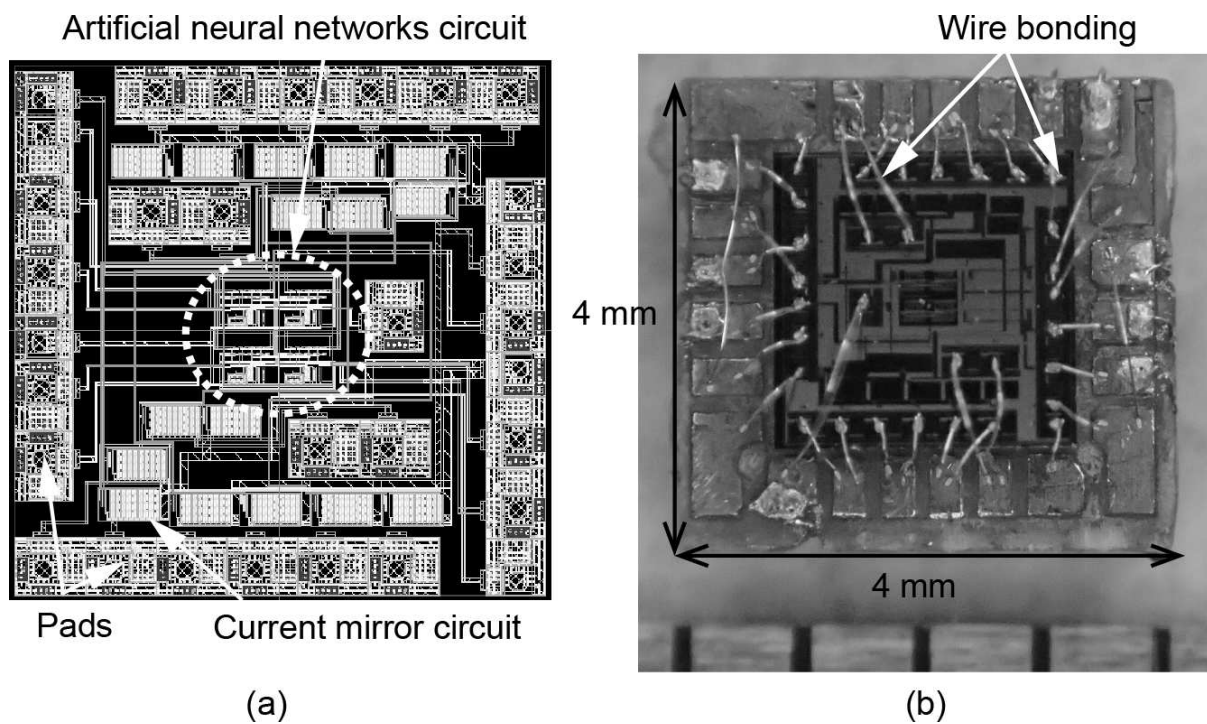 Artificial neural networks circuit
Wire bonding
4 mm
4 mm
Pads
Current mirror circuit
(a)
(b)